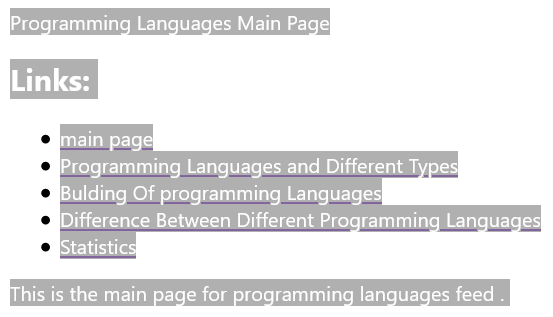 Programming Languages Main Page
Links:
main page
Programming Languages and Different Types
Bulding Of programming Languages
Difference Between Different Programming Languages
Statistics
This is the main page for programming languages feed .